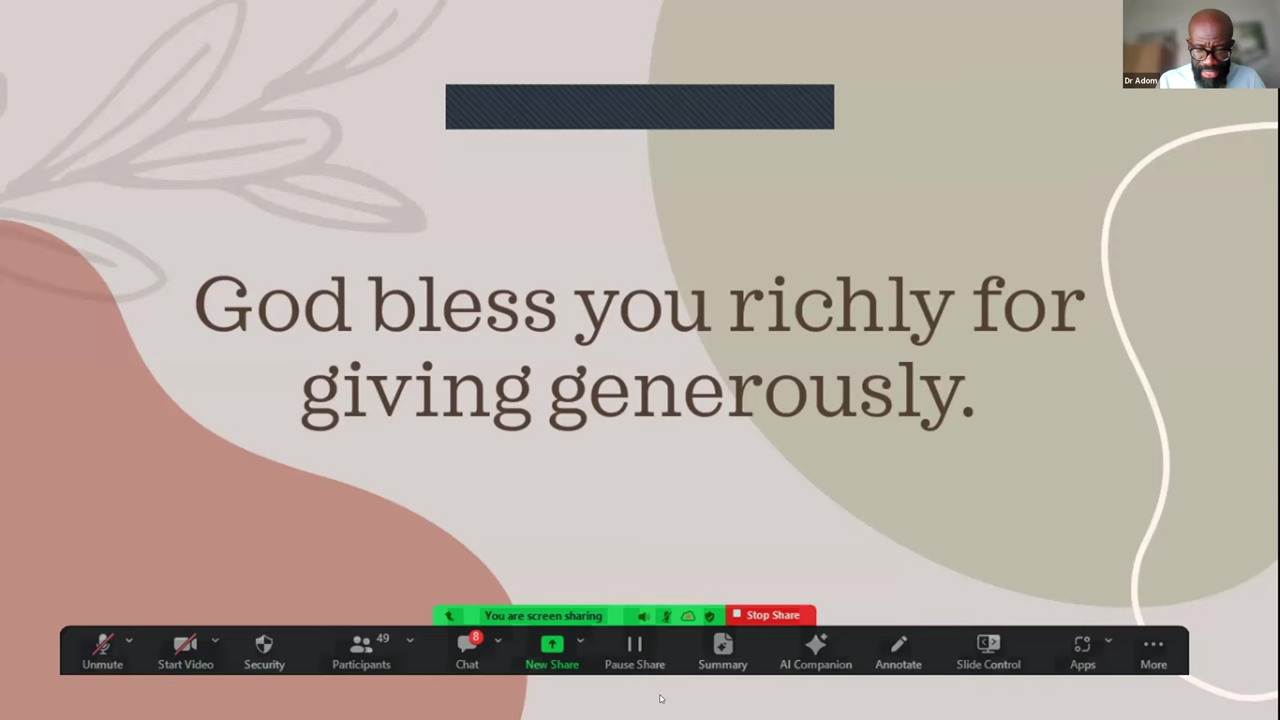 Dr Adom
God bless you richly for
giving generously.
You are screen sharing
Stop Share
49
8
Unmute
Start Video
Security
Participants
Chat
New Share
Pause Share
Summary
AI Companion
Annotate
Slide Control
Apps
More